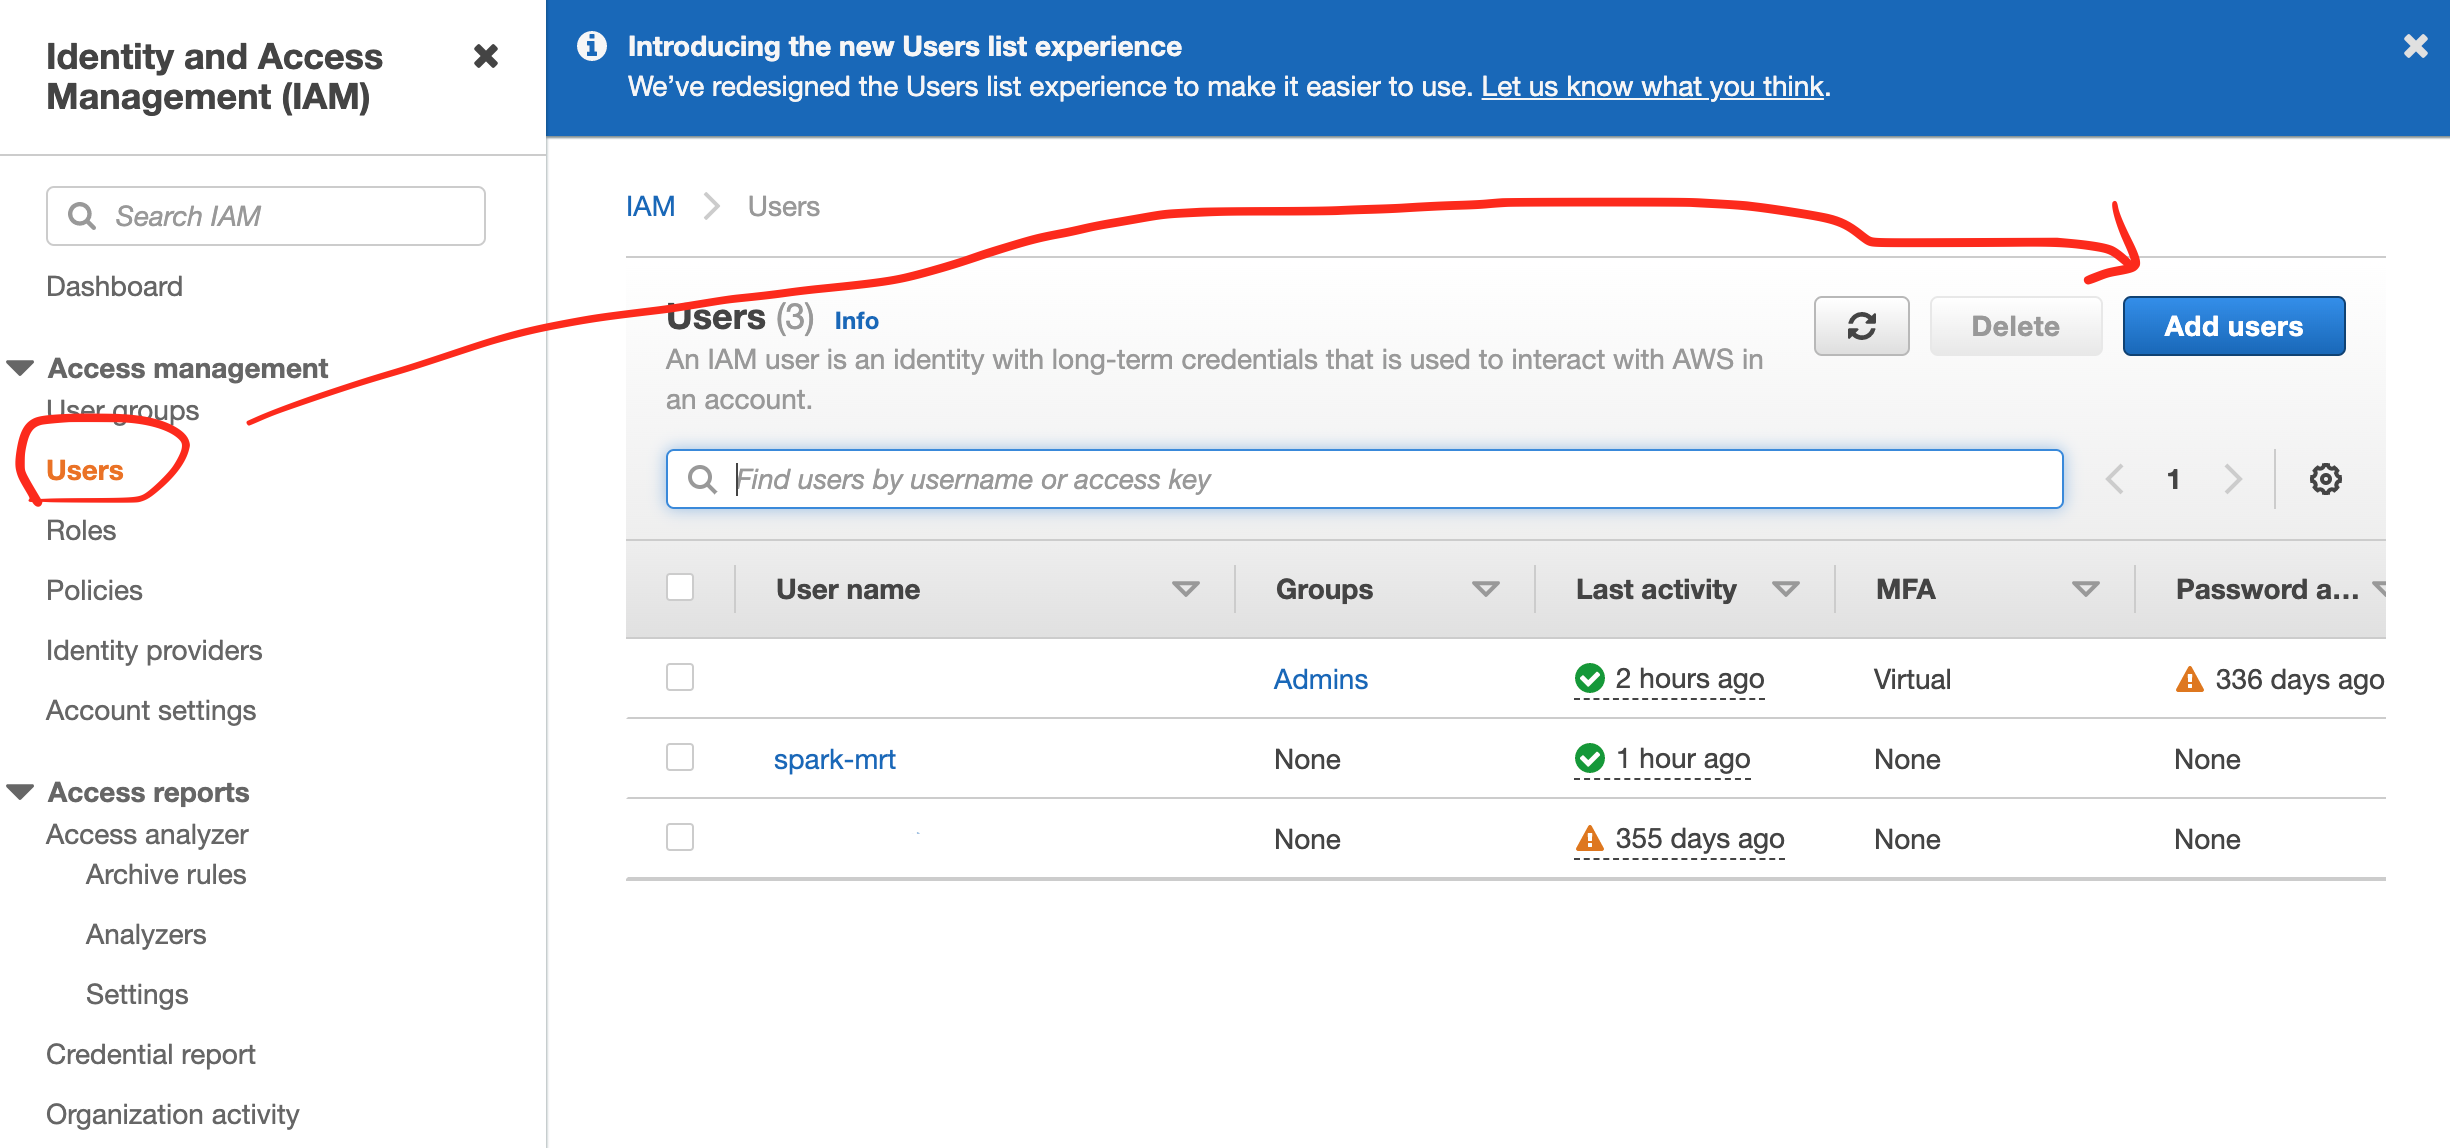 Identity and Access
Management (IAM)
Search IAM
Dashboard
Access management
User groups
Users
Roles
Policies
Identity providers
Account settings
Access reports
Access analyzer
Archive rules
Analyzers
Settings
Credential report
Organization activity
Introducing the new Users list experience
We’ve redesigned the Users list experience to make it easier to use. Let us know what you think.
IAM Users
Users (3) Info
An IAM user is an identity with long-term credentials that is used to interact with AWS in
an account.
Delete
Add users
Find users by username or access key
1
User name Groups Last activity MFA Password a...
Admins 2 hours ago Virtual 336 days ago
spark-mrt None 1 hour ago None None
None 355 days ago None None